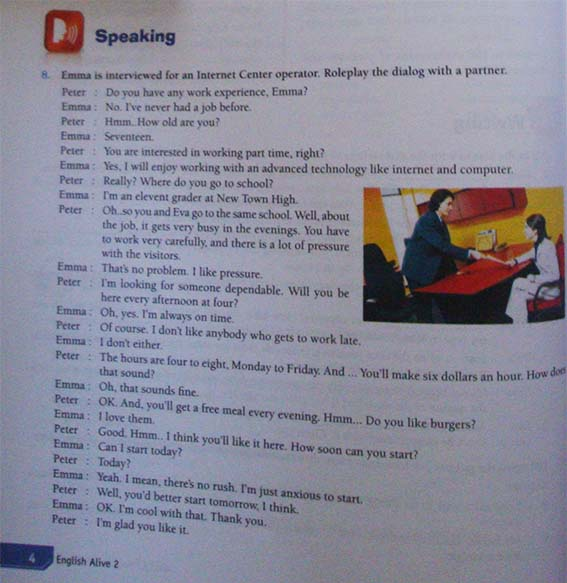 Speaking
8. Emma is interviewed for an Internet Center operator. Roleplay the dialog with a partner.
Peter : Do you have any work experience, Emma?
Emma : No. I've never had a job before.
Peter : Hmm.. How old are you?
Emma : Seventeen.
Peter : You are interested in working part time, right?
Emma : Yes, I will enjoy working with an advanced technology like internet and computer.
Peter : Really? Where do you go to school?
Emma : I'm an elevent grader at New Town High.
Peter : Oh..so you and Eva go to the same school. Well, about
the job, it gets very busy in the evenings. You have
to work very carefully, and there is a lot of pressure
with the visitors.
Emma : That's no problem. I like pressure.
Peter : I'm looking for someone dependable. Will you be
here every afternoon at four?
Emma : Oh, yes. I'm always on time.
Peter : Of course. I don't like anybody who gets to work late.
Emma : I don't either.
Peter : The hours are four to eight, Monday to Friday. And ... You'll make six dollars an hour. How does
that sound?
Emma : Oh, that sounds fine.
Peter : OK. And, you'll get a free meal every evening. Hmm... Do you like burgers?
Emma : I love them.
Peter : Good. Hmm.. I think you'll like it here. How soon can you start?
Emma : Can I start today?
Peter : Today?
Emma : Yeah. I mean, there's no rush. I'm just anxious to start.
Peter : Well, you'd better start tomorrow, I think.
Emma : OK. I'm cool with that. Thank you.
Peter : I'm glad you like it.
4 English Alive 2